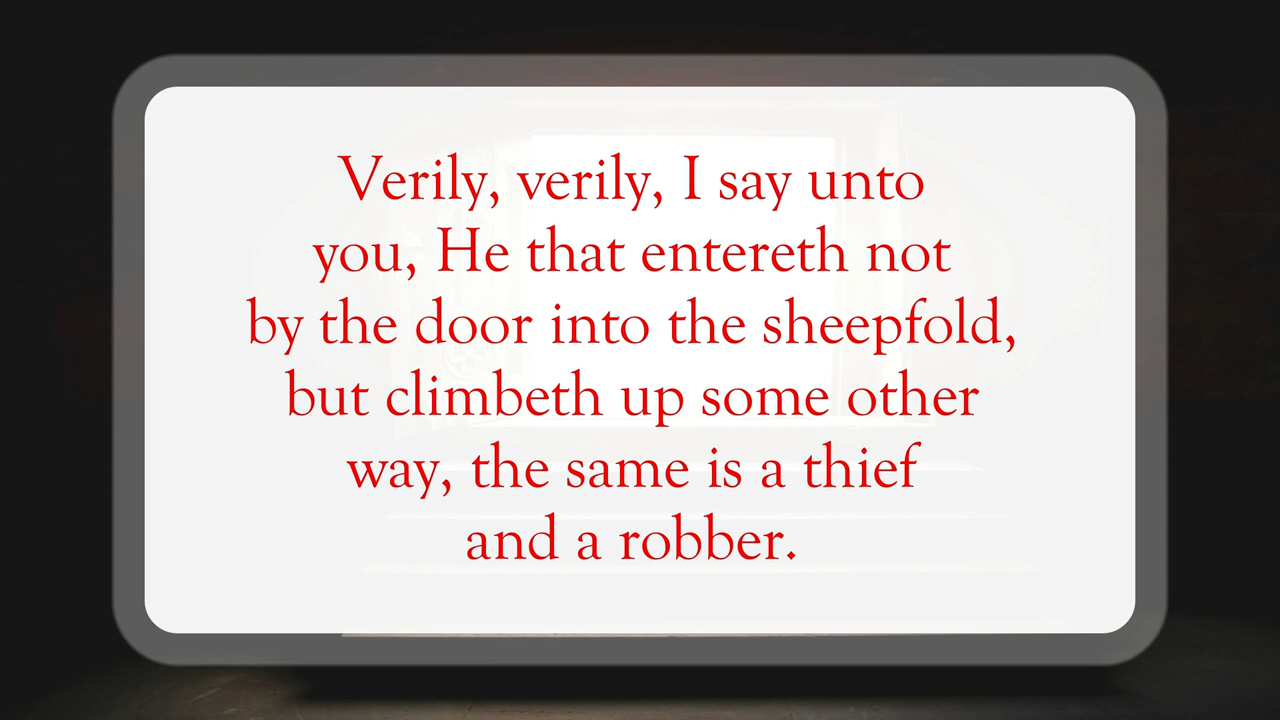 Verily, verily, I say unto
you, He that entereth not
by the door into the sheepfold,
but climbeth up some other
way, the same is a thief
and a robber.